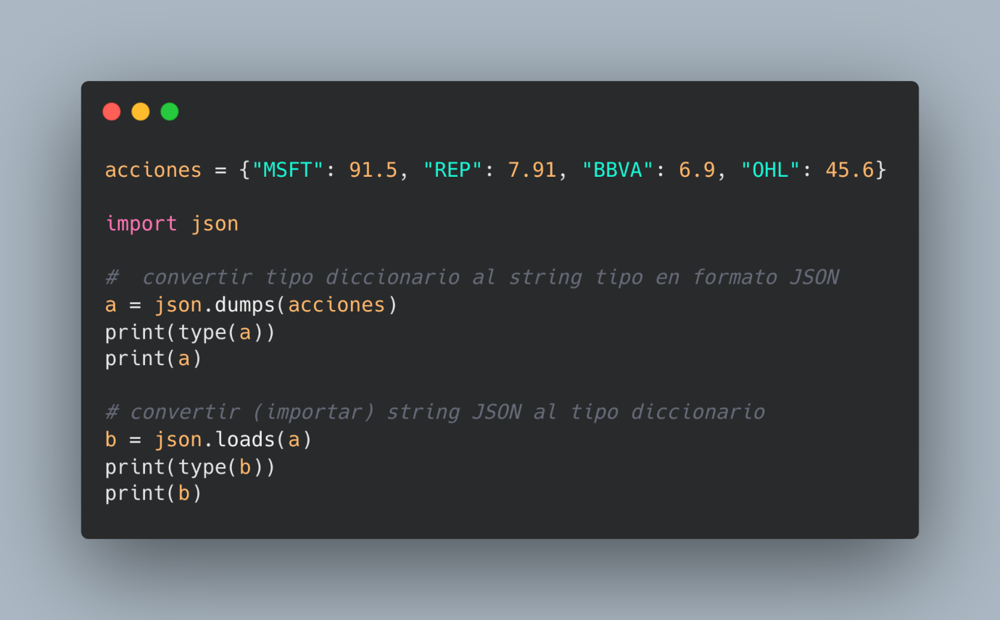 acciones = {"MSFT": 91.5, "REP": 7.91, "BBVA": 6.9, "OHL": 45.6}
import json
#  convertir tipo diccionario al string tipo en formato JSON
a = json.dumps(acciones)
print(type(a))
print(a)
# convertir (importar) string JSON al tipo diccionario
b = json.loads(a)
print(type(b))
print(b)